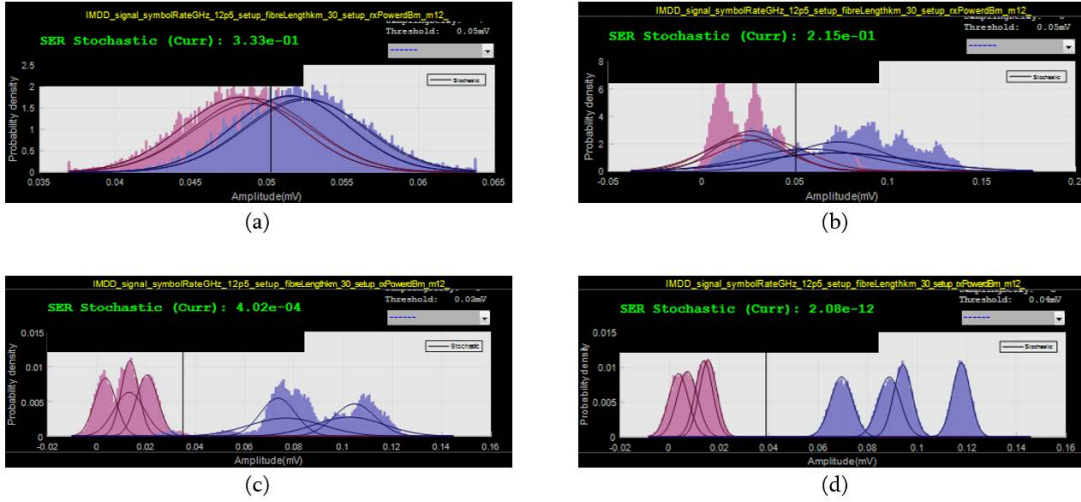 IMDD_signal_symbolRateGHz_12p5_setup_fibreLengthkm_30_setup_rxPowerdBm_m12_
SER Stochastic (Curr): 3.33e-01
Threshold: 0.05mV
------
Stochastic
Probability density
2.5
2
1.5
1
0.5
0
0.035 0.04 0.045 0.05 0.055 0.06 0.065
Amplitude(mV)
(a)
IMDD_signal_symbolRateGHz_12p5_setup_fibreLengthkm_30_setup_rxPowerdBm_m12_
SER Stochastic (Curr): 2.15e-01
Threshold: 0.05mV
------
Stochastic
Probability density
8
6
4
2
0
-0.05 0 0.05 0.1 0.15 0.2
Amplitude(mV)
(b)
IMDD_signal_symbolRateGHz_12p5_setup_fibreLengthkm_30_setup_rxPowerdBm_m12_
SER Stochastic (Curr): 4.02e-04
Threshold: 0.03mV
------
Stochastic
Probability density
0.015
0.01
0.005
0
-0.02 0 0.02 0.04 0.06 0.08 0.1 0.12 0.14 0.16
Amplitude(mV)
(c)
IMDD_signal_symbolRateGHz_12p5_setup_fibreLengthkm_30_setup_rxPowerdBm_m12_
SER Stochastic (Curr): 2.08e-12
Threshold: 0.04mV
------
Stochastic
Probability density
0.015
0.01
0.005
0
-0.02 0 0.02 0.04 0.06 0.08 0.1 0.12 0.14 0.16
Amplitude(mV)
(d)